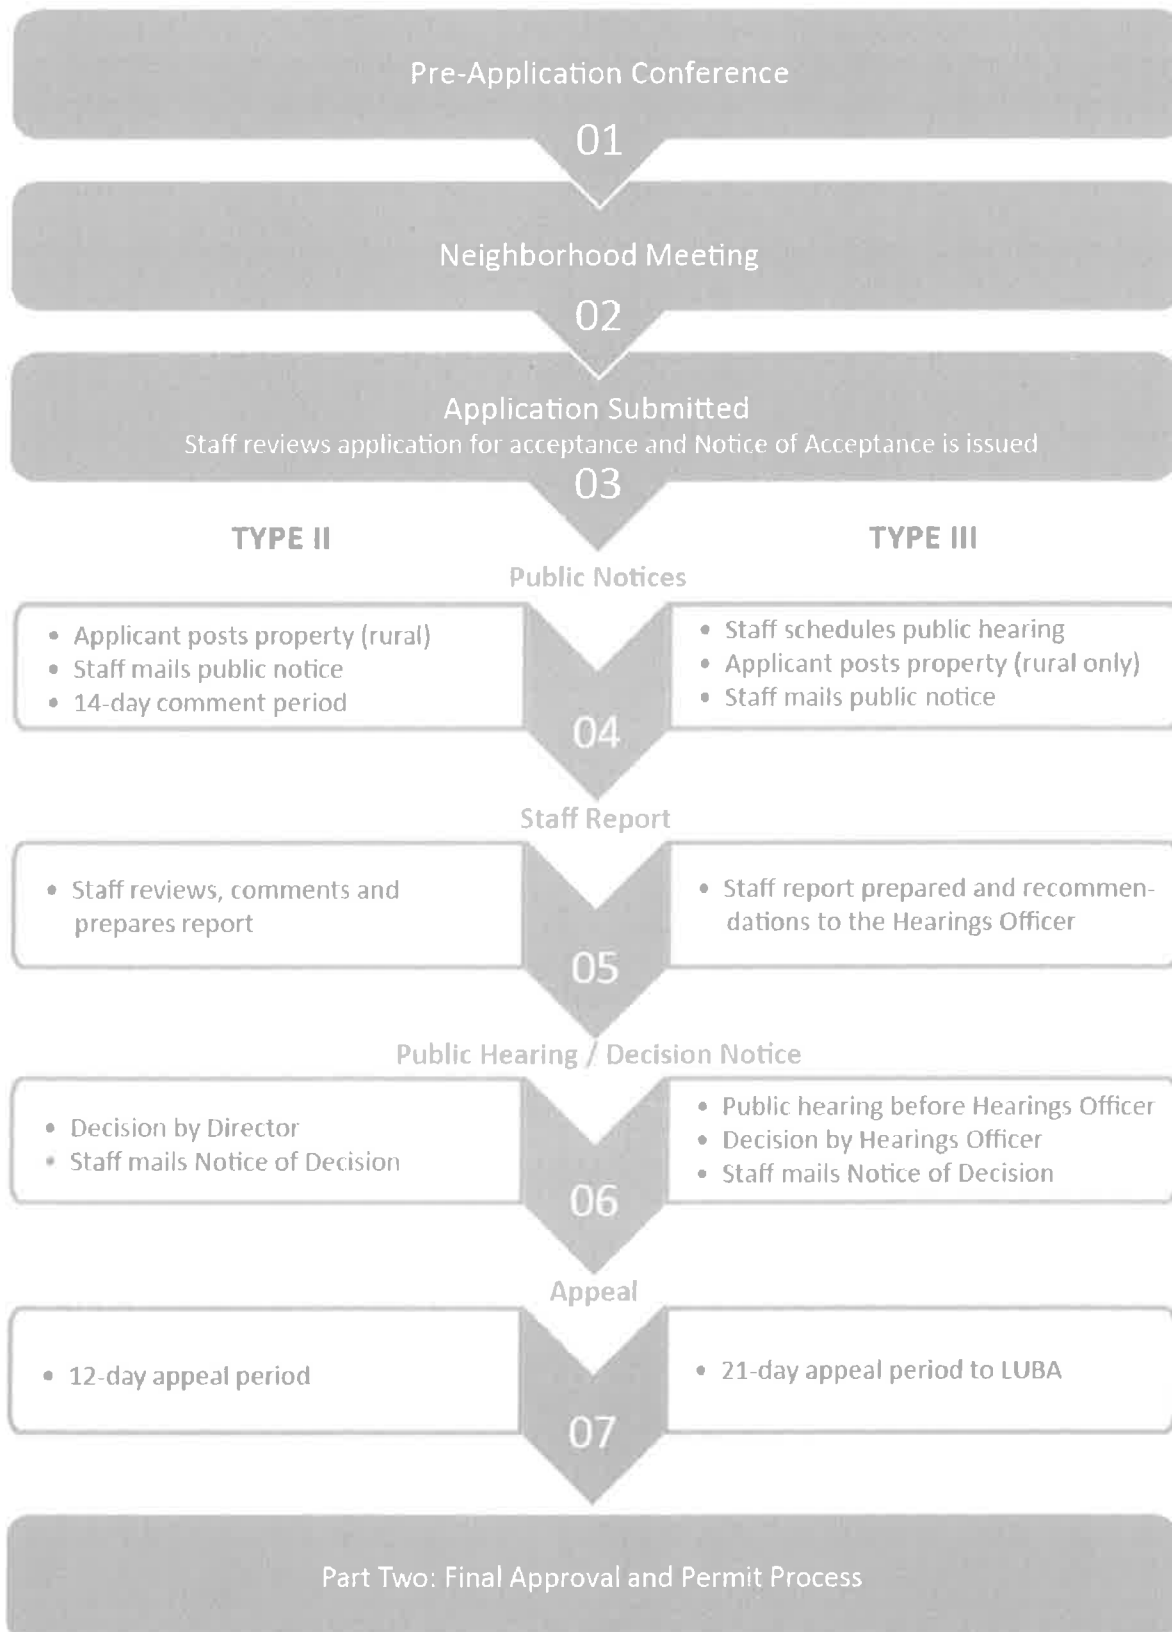 Pre-Application Conference
01
Neighborhood Meeting
02
Application Submitted
Staff reviews application for acceptance and Notice of Acceptance is issued
03
TYPE II
TYPE III
Public Notices
• Applicant posts property (rural)
• Staff mails public notice
• 14-day comment period
04
• Staff schedules public hearing
• Applicant posts property (rural only)
• Staff mails public notice
Staff Report
• Staff reviews, comments and
prepares report
05
• Staff report prepared and recommen-
dations to the Hearings Officer
Public Hearing / Decision Notice
• Decision by Director
• Staff mails Notice of Decision
06
• Public hearing before Hearings Officer
• Decision by Hearings Officer
• Staff mails Notice of Decision
Appeal
• 12-day appeal period
07
• 21-day appeal period to LUBA
Part Two: Final Approval and Permit Process